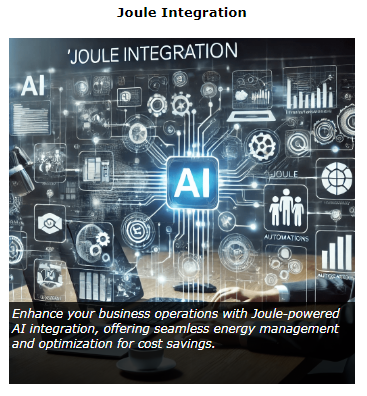 Joule Integration
'JOULE INTEGRATION
AI
AI
JOULE
AUTOMATIONS
Enhance your business operations with Joule-powered
AI integration, offering seamless energy management
and optimization for cost savings.